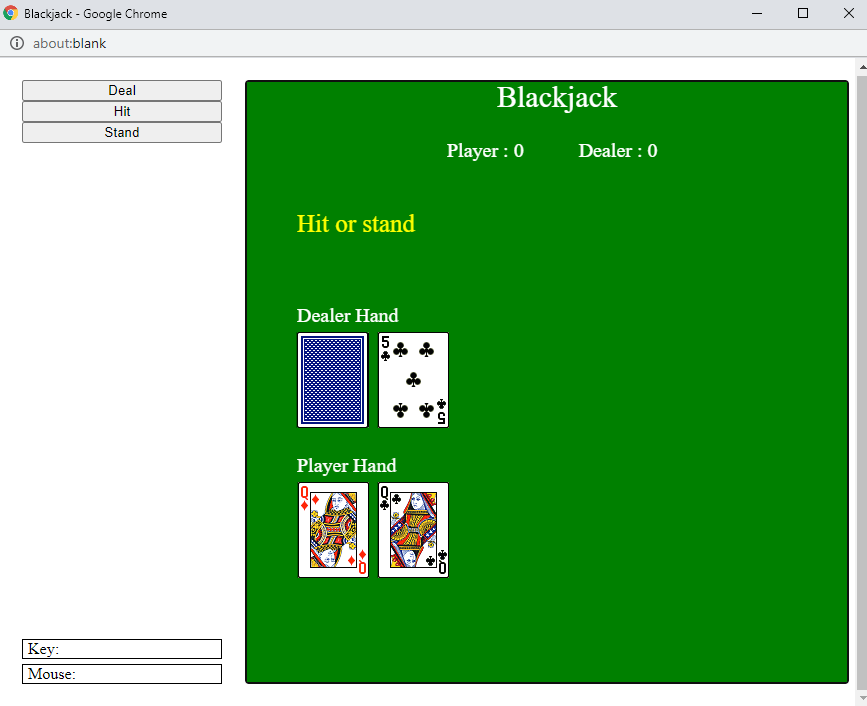 Blackjack - Google Chrome
about:blank
Deal
Hit
Stand
Blackjack
Player : 0 Dealer : 0
Hit or stand
Dealer Hand
5
5
Player Hand
Q Q
Q Q
Key:
Mouse: